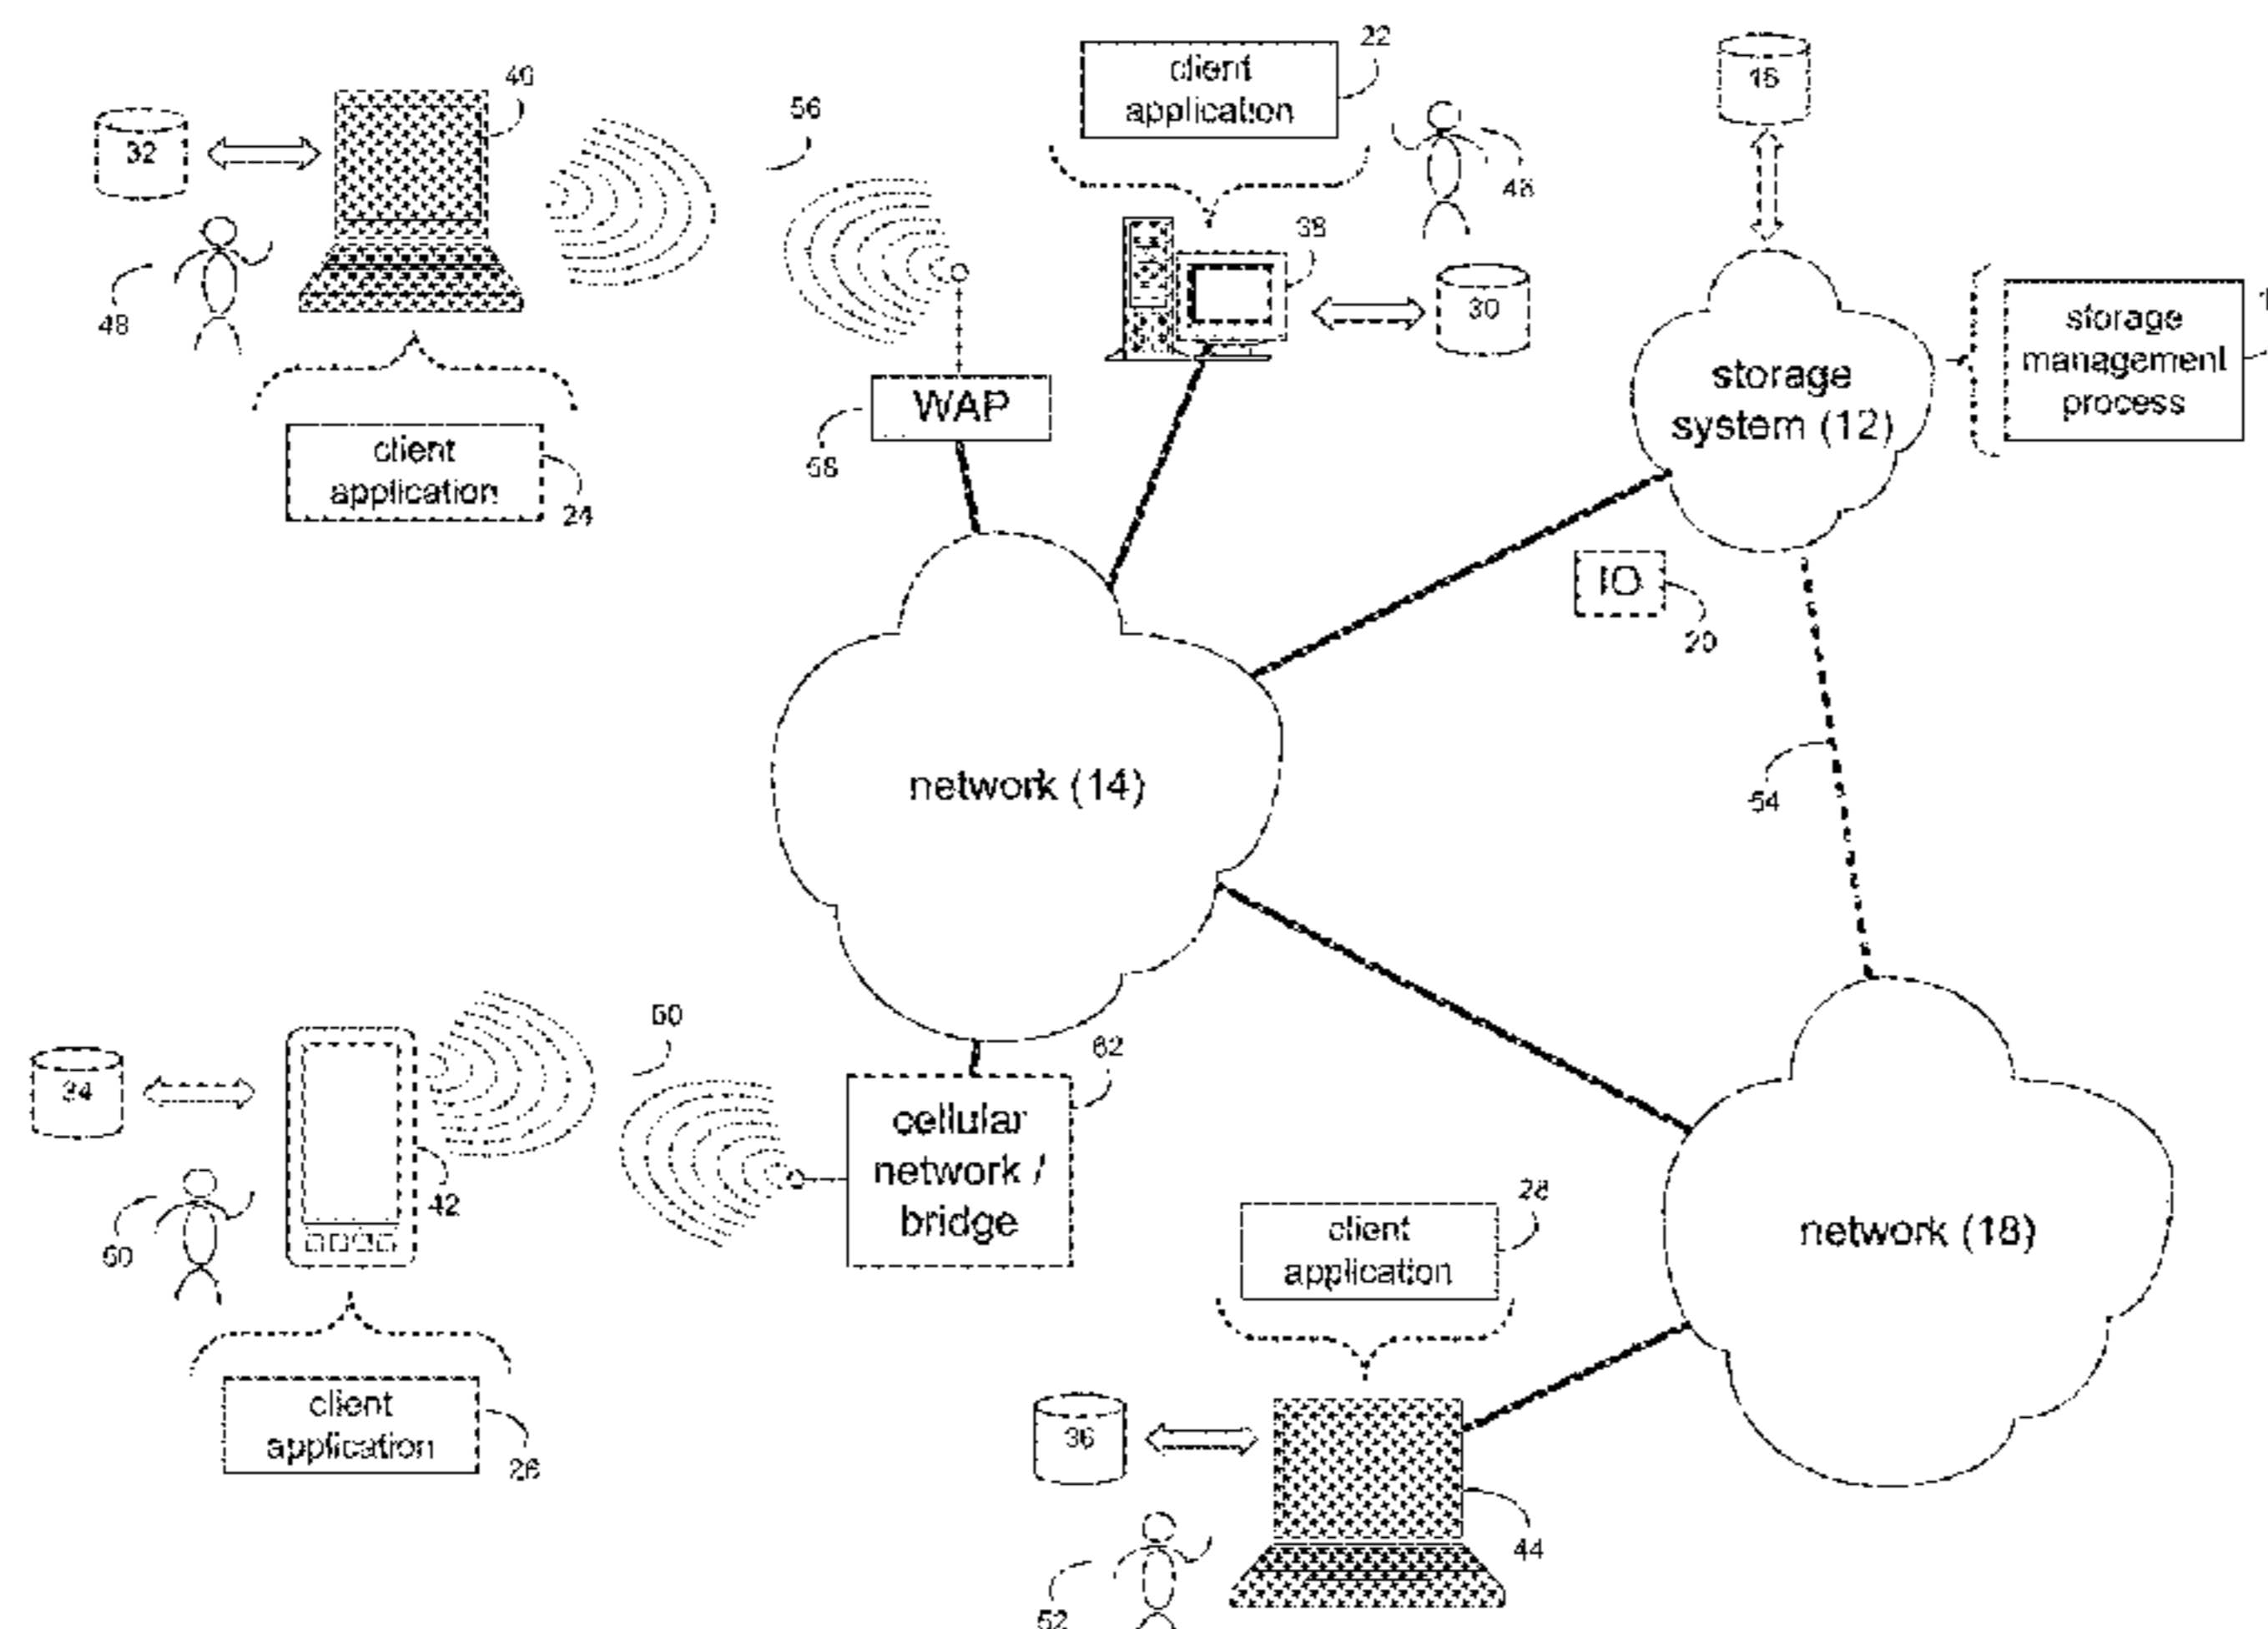 22
client
application
16
40
56
32
46
38
48
30
storage
management
process
storage
system (12)
WAP
58
client
application
24
IO
20
network (14)
54
60
62
34
cellular
network /
bridge
42
50
28
client
application
network (18)
client
application
26
36
44
52